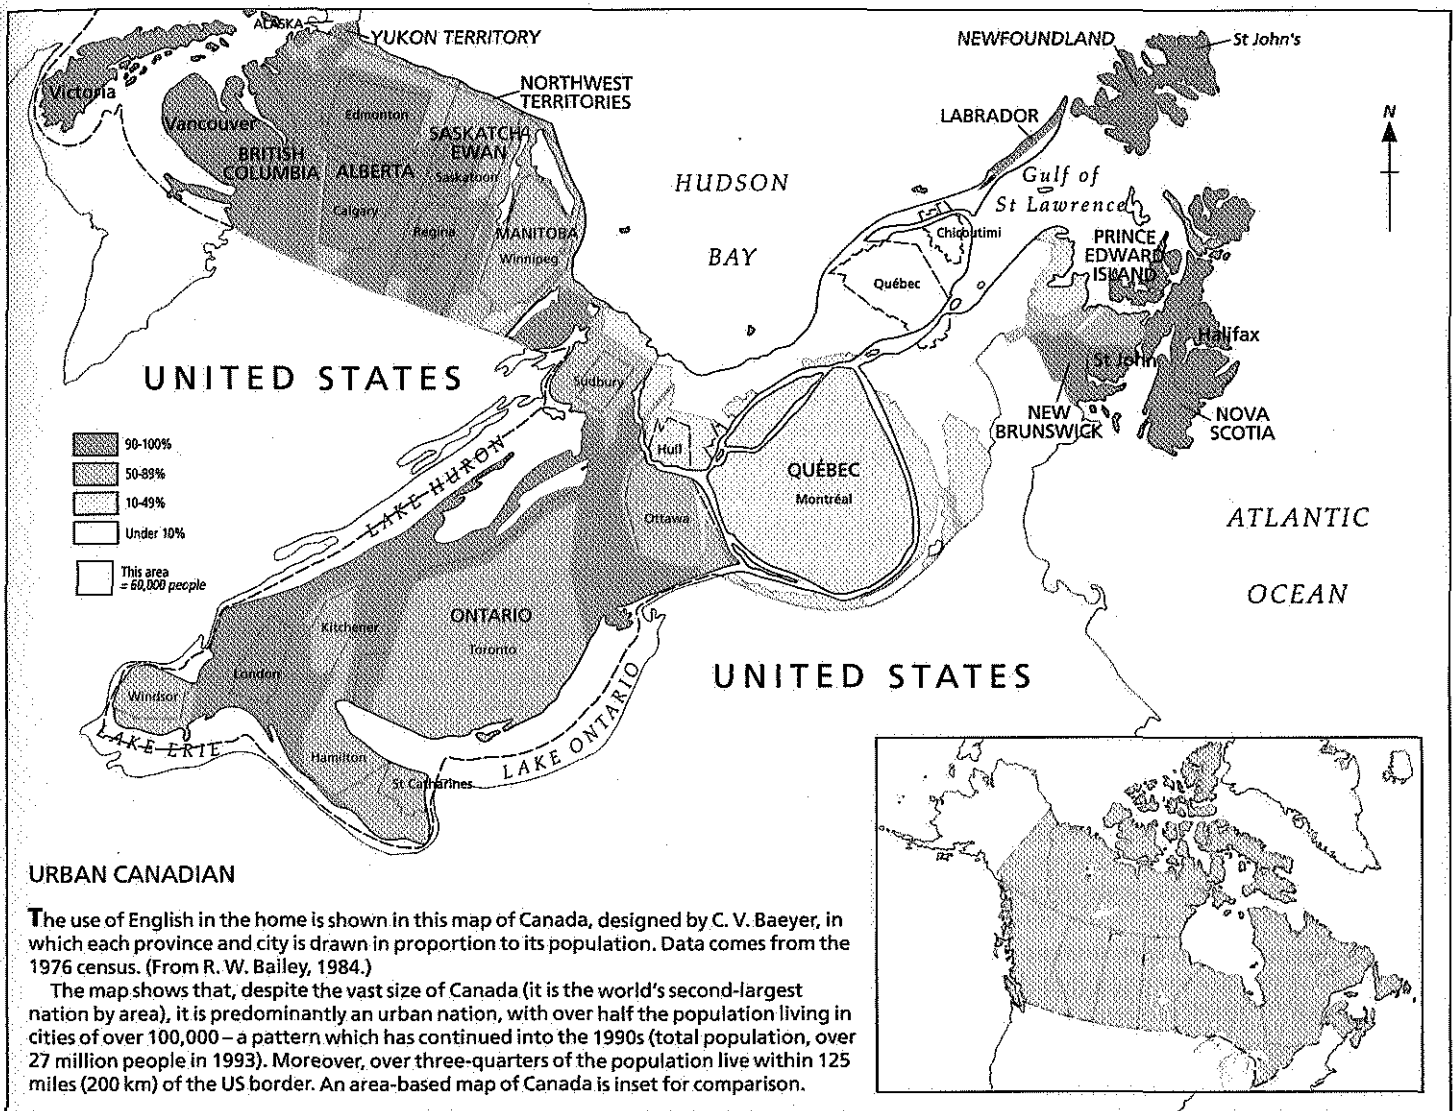 ALASKA
YUKON TERRITORY
NEWFOUNDLAND
St John's
Victoria
NORTHWEST
TERRITORIES
Vancouver
Edmonton
SASKATCHA
EWAN
LABRADOR
N
BRITISH
COLUMBIA
ALBERTA
Saskatoon
HUDSON
BAY
Gulf of
St Lawrence
Calgary
Regina
MANITOBA
Winnipeg
Chicoutimi
PRINCE
EDWARD
ISLAND
Québec
Halifax
St John
UNITED STATES
Sudbury
NEW
BRUNSWICK
NOVA
SCOTIA
90-100%
50-89%
10-49%
Under 10%
This area
= 60,000 people
LAKE HURON
Hull
QUÉBEC
Montréal
Ottawa
ATLANTIC
OCEAN
Kitchener
ONTARIO
Toronto
London
Windsor
UNITED STATES
LAKE ERIE
LAKE ONTARIO
Hamilton
St Catharines
URBAN CANADIAN
The use of English in the home is shown in this map of Canada, designed by C. V. Baeyer, in
which each province and city is drawn in proportion to its population. Data comes from the
1976 census. (From R. W. Bailey, 1984.)
The map shows that, despite the vast size of Canada (it is the world's second-largest
nation by area), it is predominantly an urban nation, with over half the population living in
cities of over 100,000 – a pattern which has continued into the 1990s (total population, over
27 million people in 1993). Moreover, over three-quarters of the population live within 125
miles (200 km) of the US border. An area-based map of Canada is inset for comparison.